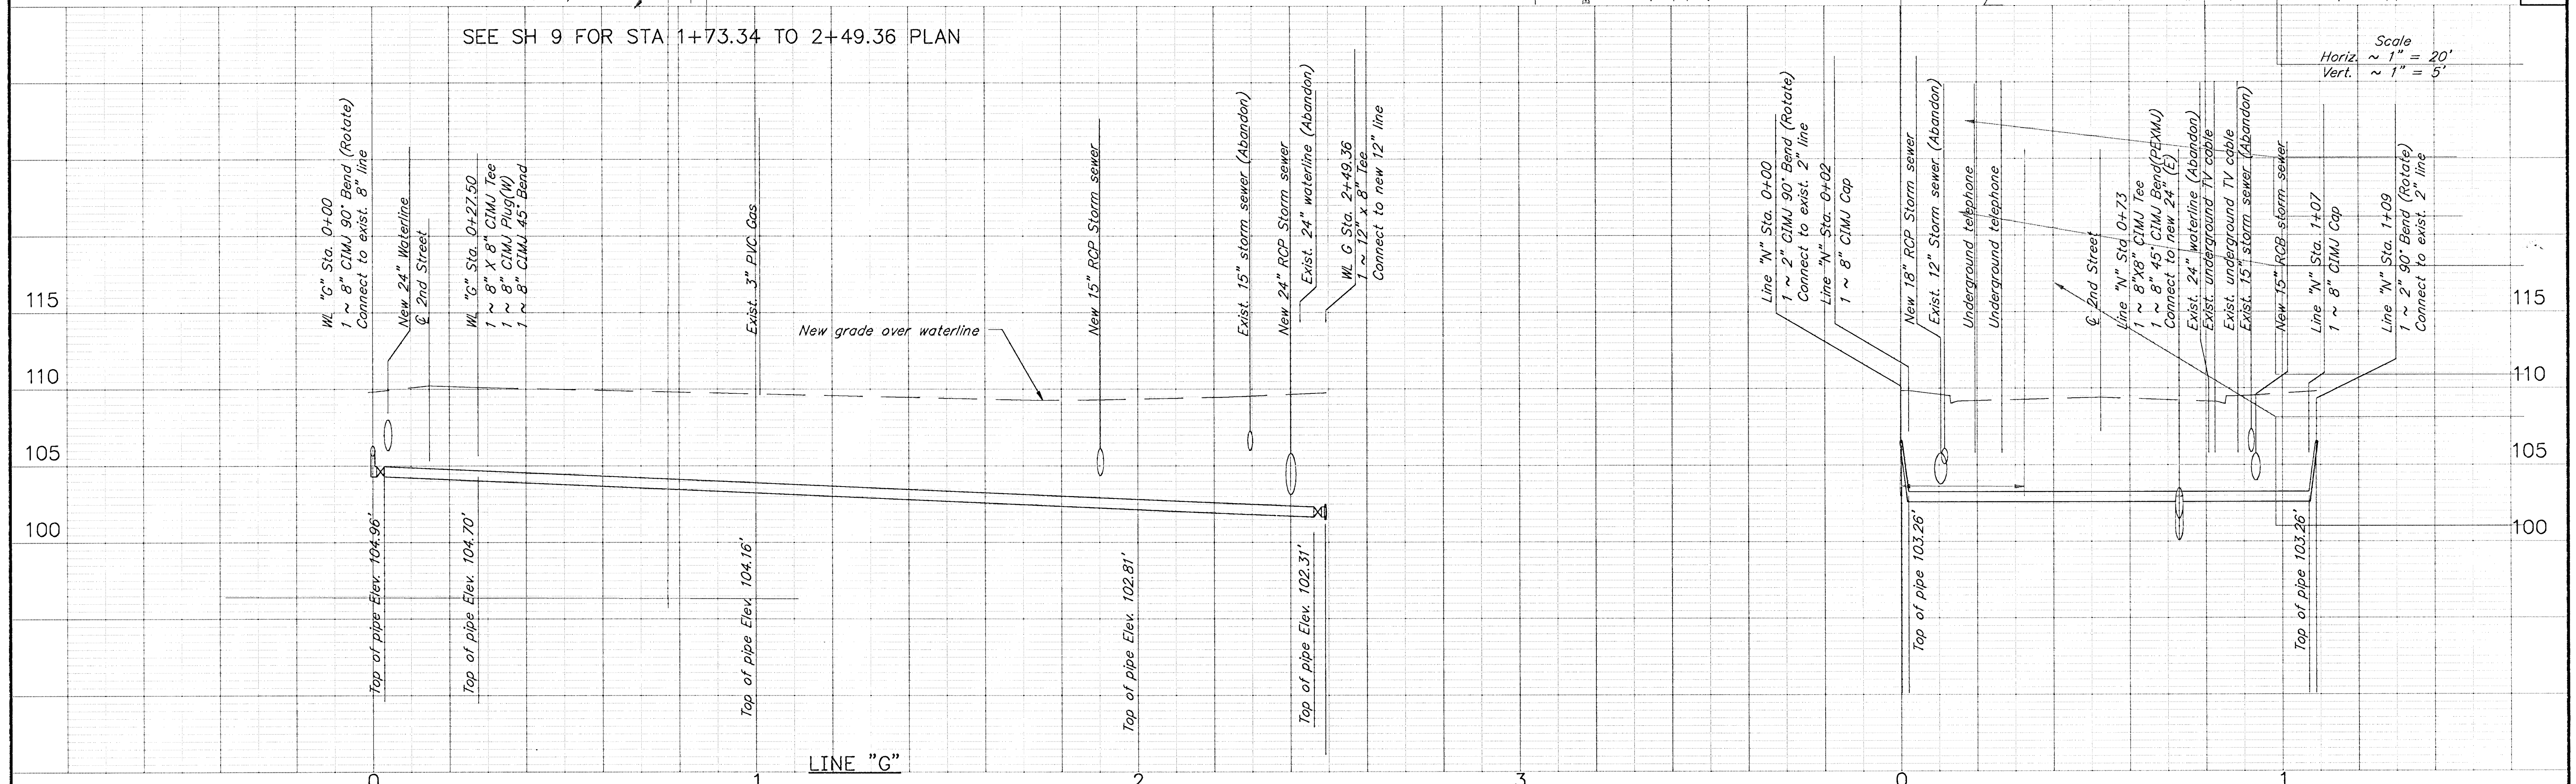 SEE SH 9 FOR STA 1+73.34 TO 2+49.36 PLAN
Scale
Horiz. ~ 1" = 20'
Vert. ~ 1" = 5'
WL "G" Sta. 0+00
1 ~ 8" CIMJ 90° Bend (Rotate)
Connect to exist. 8" line
New 24" Waterline
℄ 2nd Street
WL "G" Sta. 0+27.50
1 ~ 8" X 8" CIMJ Tee
1 ~ 8" CIMJ Plug(W)
1 ~ 8" CIMJ 45° Bend
Exist. 3" PVC Gas
New grade over waterline
New 15" RCP Storm sewer
Exist. 15" storm sewer (Abandon)
New 24" RCP Storm sewer
Exist. 24" waterline (Abandon)
WL G Sta. 2+49.36
1 ~ 12" x 8" Tee
Connect to new 12" line
Line "N" Sta. 0+00
1 ~ 2" CIMJ 90° Bend (Rotate)
Connect to exist. 2" line
Line "N" Sta. 0+02
1 ~ 8" CIMJ Cap
New 18" RCP Storm sewer
Exist. 12" Storm sewer (Abandon)
Underground telephone
Underground telephone
℄ 2nd Street
Line "N" Sta 0+73
1 ~ 8"X8" CIMJ Tee
1 ~ 8" 45° CIMJ Bend(PEXMJ)
Connect to new 24" (E)
Exist. 24" waterline (Abandon)
Exist. underground TV cable
Exist. underground TV cable
Exist. 15" storm sewer (Abandon)
New 15" RCB storm sewer
Line "N" Sta. 1+07
1 ~ 8" CIMJ Cap
Line "N" Sta. 1+09
1 ~ 2" 90° Bend (Rotate)
Connect to exist. 2" line
115
110
105
100
115
110
105
100
Top of pipe Elev. 104.96'
Top of pipe Elev. 104.70'
Top of pipe Elev. 104.16'
Top of pipe Elev. 102.81'
Top of pipe Elev. 102.31'
Top of pipe 103.26'
Top of pipe 103.26'
LINE "G"
0 1 2 3 0 1